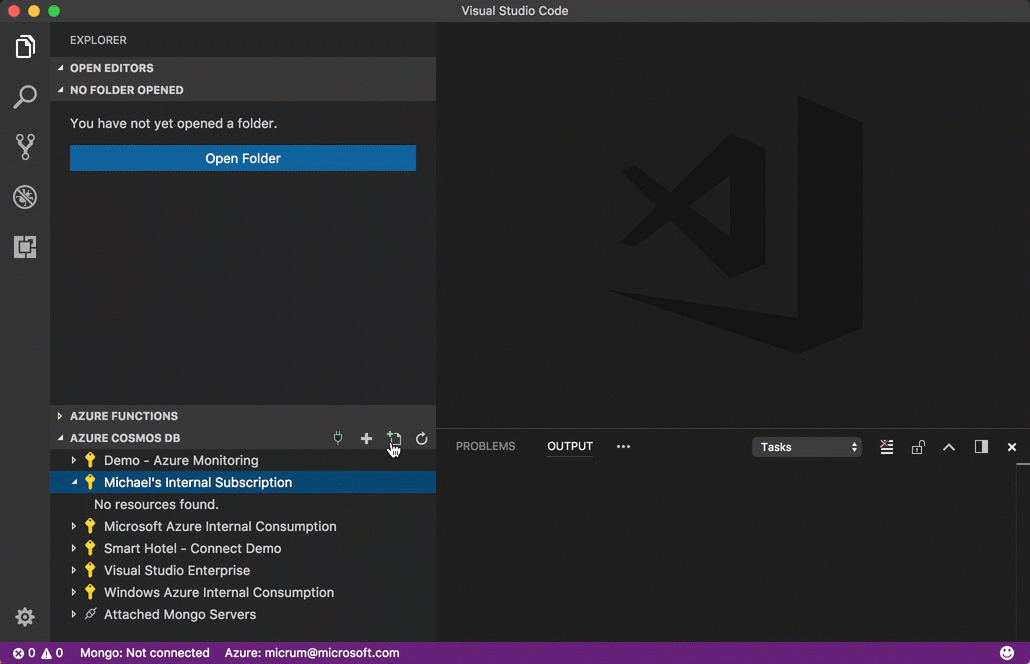 Visual Studio Code
EXPLORER
OPEN EDITORS
NO FOLDER OPENED
You have not yet opened a folder.
Open Folder
AZURE FUNCTIONS
AZURE COSMOS DB
Demo - Azure Monitoring
Michael's Internal Subscription
No resources found.
Microsoft Azure Internal Consumption
Smart Hotel - Connect Demo
Visual Studio Enterprise
Windows Azure Internal Consumption
Attached Mongo Servers
PROBLEMS OUTPUT ••• Tasks
0 0 Mongo: Not connected Azure: micrum@microsoft.com